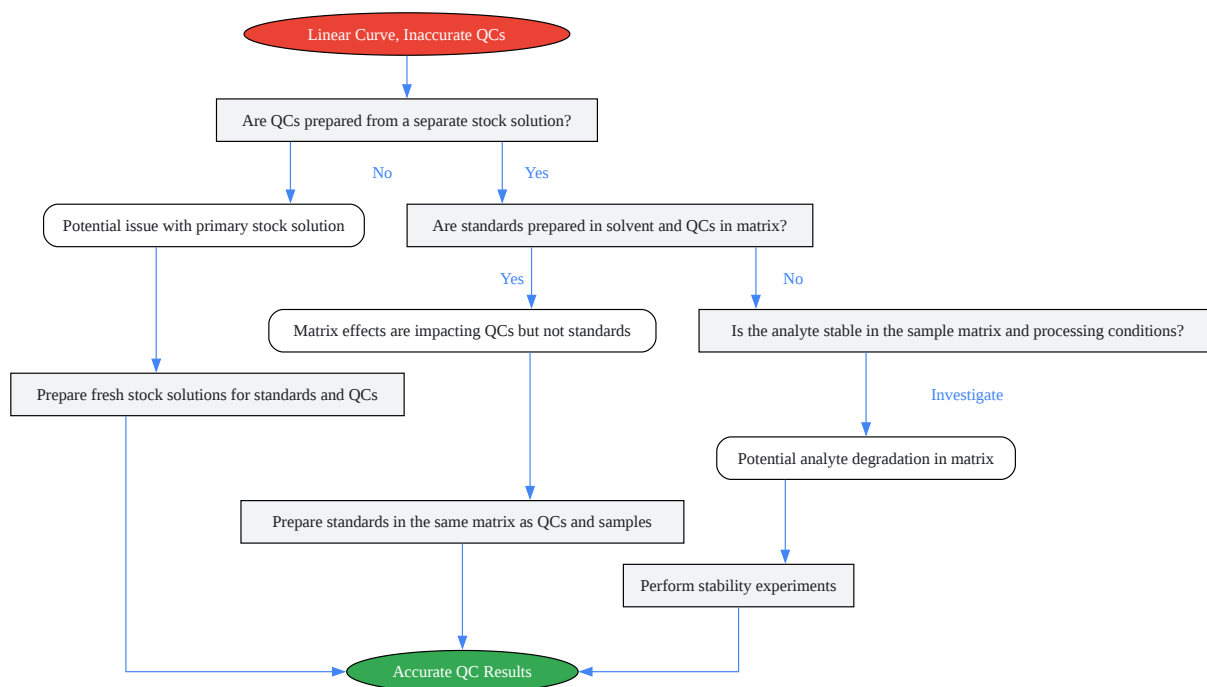 Linear Curve, Inaccurate QCs
Are QCs prepared from a separate stock solution?
No
Yes
Potential issue with primary stock solution
Are standards prepared in solvent and QCs in matrix?
Yes
No
Matrix effects are impacting QCs but not standards
Is the analyte stable in the sample matrix and processing conditions?
Prepare fresh stock solutions for standards and QCs
Investigate
Potential analyte degradation in matrix
Prepare standards in the same matrix as QCs and samples
Perform stability experiments
Accurate QC Results